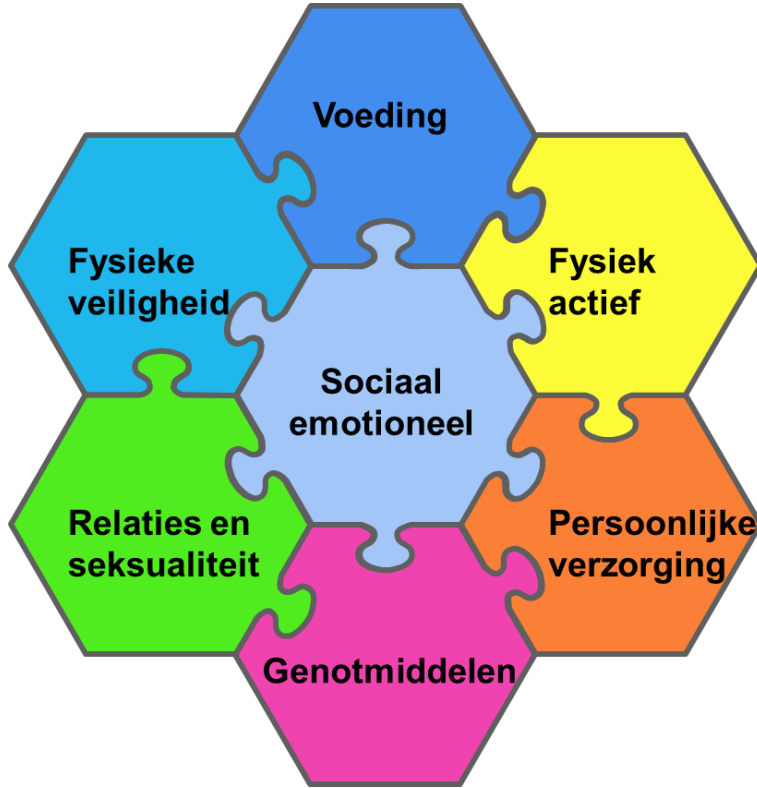 Voeding
Fysieke
veiligheid
Fysiek
actief
Sociaal
emotioneel
Relaties en
seksualiteit
Persoonlijke
verzorging
Genotmiddelen